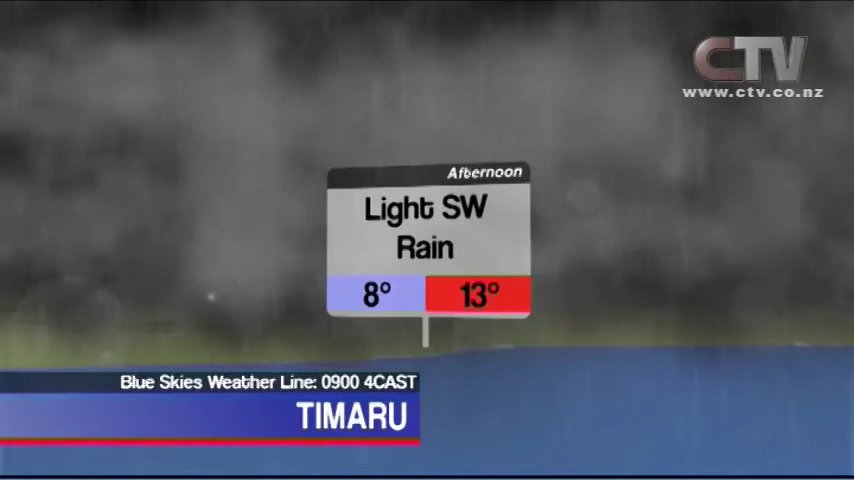 CTV
www.ctv.co.nz
Afternoon
Light SW
Rain
8° 13°
Blue Skies Weather Line: 0900 4CAST
TIMARU